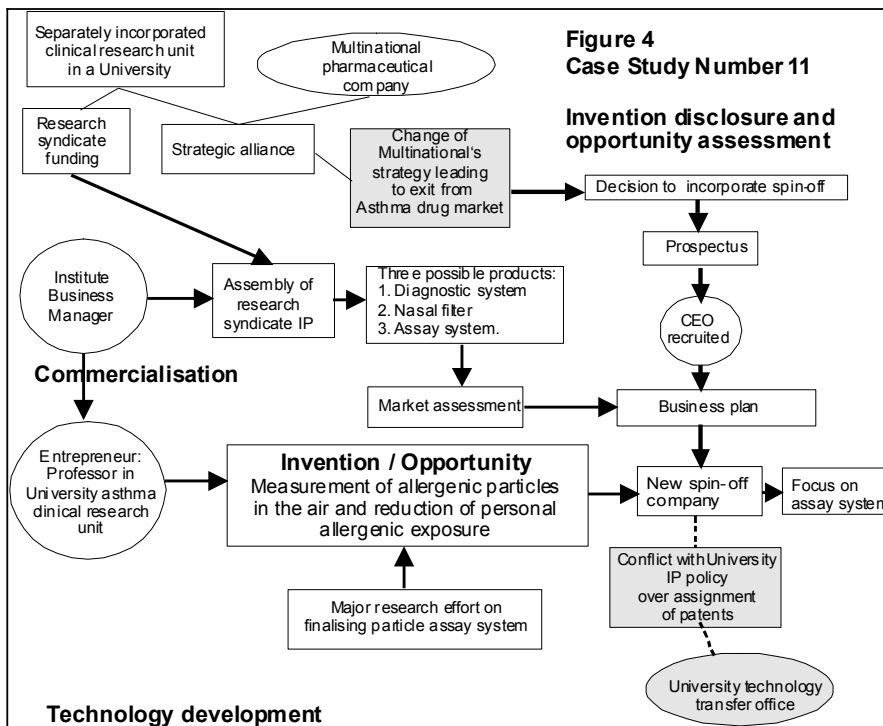 Separately incorporated
clinical research unit
in a University
Multinational
pharmaceutical
company
Figure 4
Case Study Number 11
Invention disclosure and
opportunity assessment
Research
syndicate
funding
Strategic alliance
Change of
Multinational's
strategy leading
to exit from
Asthma drug market
Decision to incorporate spin-off
Prospectus
Institute
Business
Manager
Assembly of
research
syndicate IP
Three possible products:
1. Diagnostic system
2. Nasal filter
3. Assay system.
CEO
recruited
Commercialisation
Market assessment
Business plan
Entrepreneur:
Professor in
University asthma
clinical research
unit
Invention / Opportunity
Measurement of allergenic particles
in the air and reduction of personal
allergenic exposure
New spin-off
company
Focus on
assay system
Conflict with University
IP policy
over assignment
of patents
Major research effort on
finalising particle assay system
University technology
transfer office
Technology development